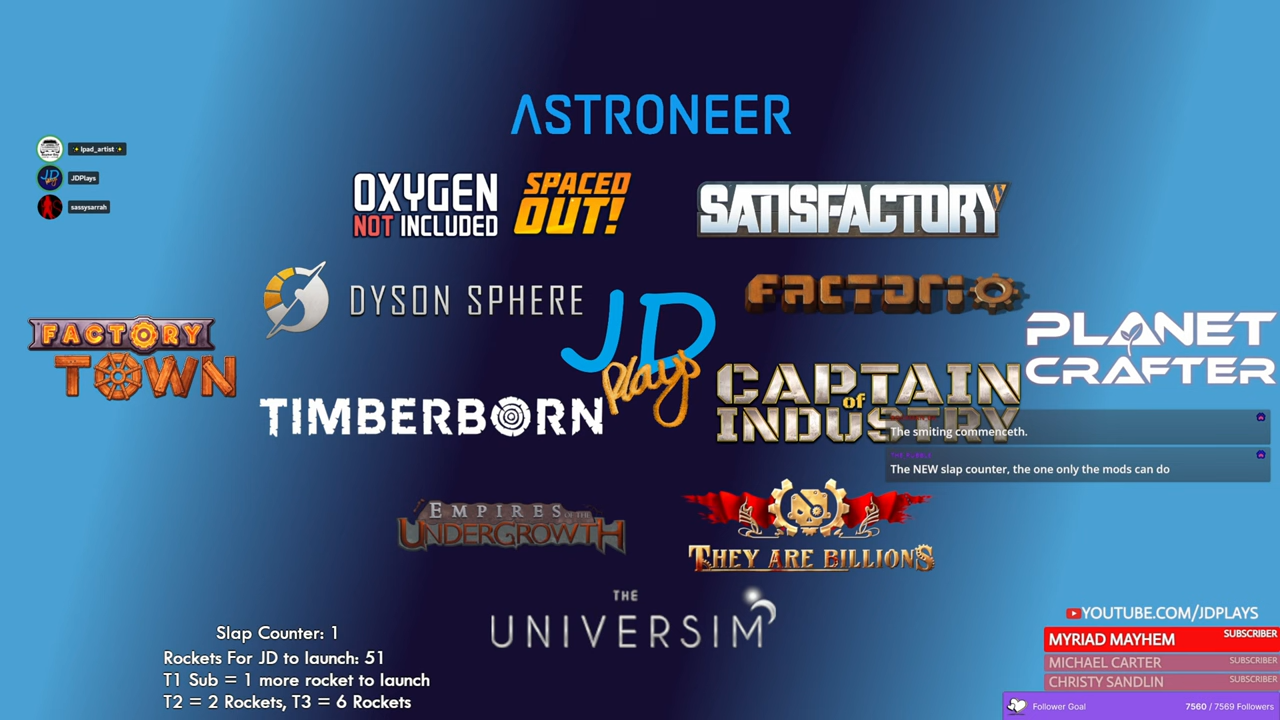 ASTRONEER
✨ Ipad_artist ✨
JDPlays
sassysarrah
OXYGEN NOT INCLUDED
SPACED OUT!
SATISFACTORY
DYSON SPHERE
FACTORIO
JD
Plays
FACTORY
TOWN
PLANET
CRAFTER
TIMBERBORN
CAPTAIN
of
INDUSTRY
The smiting commenceth.
The NEW slap counter, the one only the mods can do
EMPIRES OF THE
UNDERGROWTH
THEY ARE BILLIONS
THE
UNIVERSIM
Slap Counter: 1
Rockets For JD to launch: 51
T1 Sub = 1 more rocket to launch
T2 = 2 Rockets, T3 = 6 Rockets
YOUTUBE.COM/JDPLAYS
MYRIAD MAYHEM SUBSCRIBER
MICHAEL CARTER SUBSCRIBER
CHRISTY SANDLIN SUBSCRIBER
Follower Goal 7560 / 7569 Followers